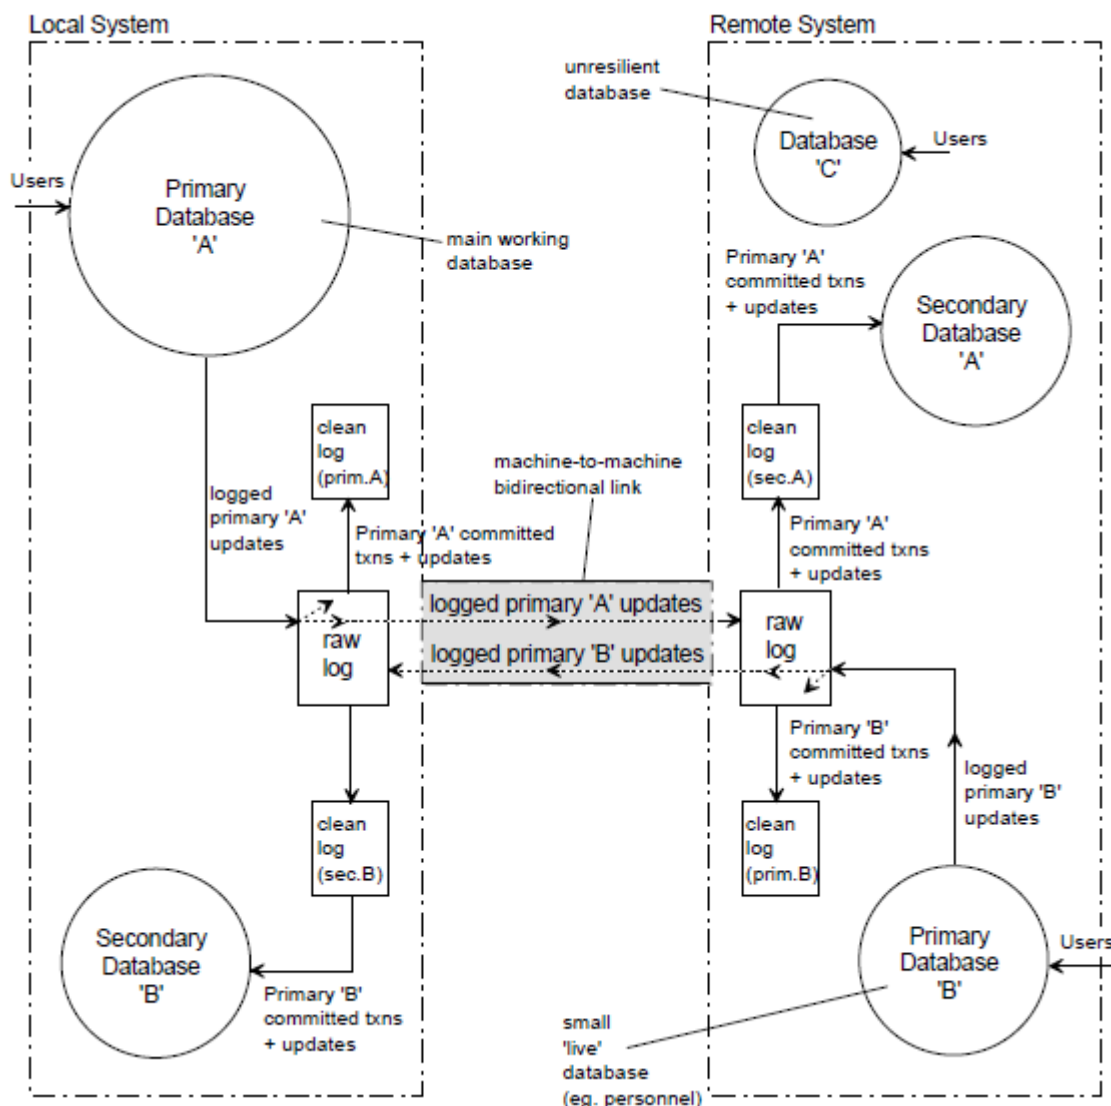 Local System
Users
Primary
Database
'A'
main working
database
logged
primary 'A'
updates
clean
log
(prim.A)
Primary 'A' committed
txns + updates
raw
log
clean
log
(sec.B)
Secondary
Database
'B'
Primary 'B'
committed txns
+ updates
machine-to-machine
bidirectional link
logged primary 'A' updates
logged primary 'B' updates
Remote System
unresilient
database
Database
'C'
Users
Primary 'A'
committed txns
+ updates
Secondary
Database
'A'
clean
log
(sec.A)
Primary 'A'
committed txns
+ updates
raw
log
Primary 'B'
committed txns
+ updates
clean
log
(prim.B)
logged
primary 'B'
updates
Primary
Database
'B'
Users
small
'live'
database
(eg. personnel)